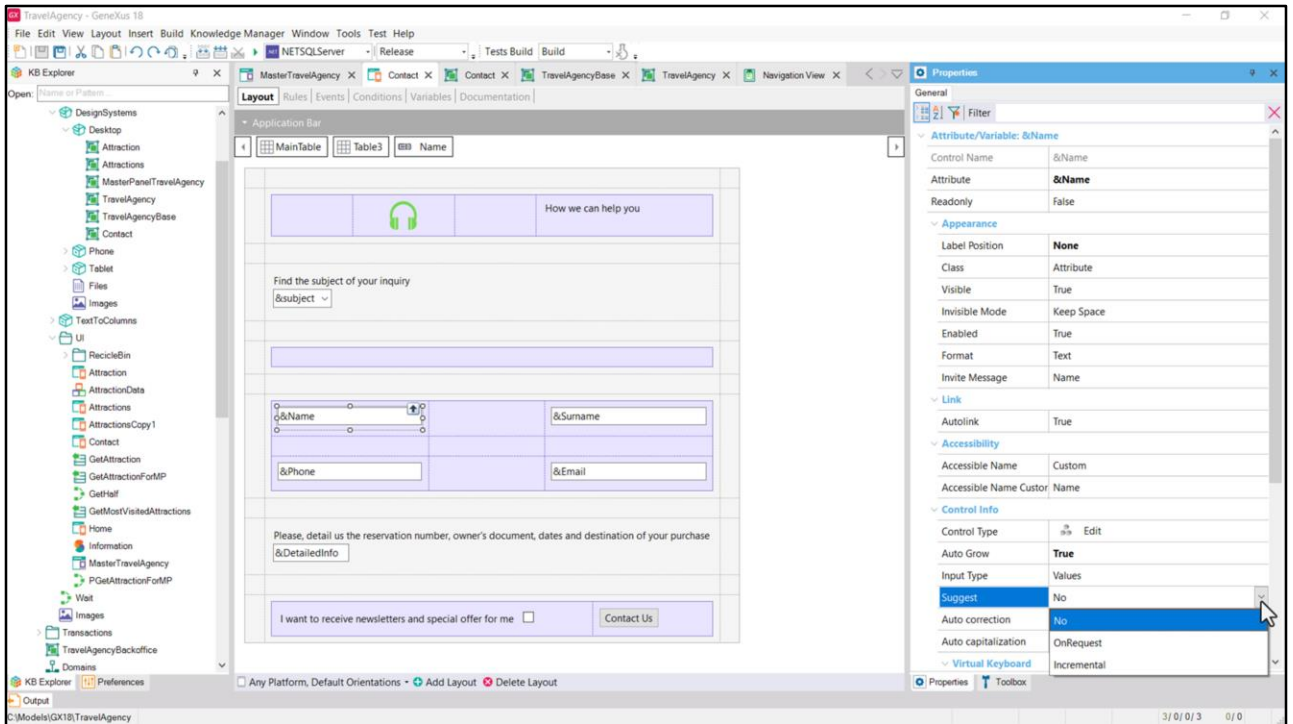 GX TravelAgency - GeneXus 18
File Edit View Layout Insert Build Knowledge Manager Window Tools Test Help
NETSQLServer Release Tests Build Build
KB Explorer
MasterTravelAgency X Contact X Contact X TravelAgencyBase X TravelAgency X Navigation View X
Open: Name or Pattern...
Layout Rules Events Conditions Variables Documentation
Application Bar
MainTable Table3 Name
DesignSystems
Desktop
Attraction
Attractions
MasterPanelTravelAgency
TravelAgency
TravelAgencyBase
Contact
Phone
Tablet
Files
Images
TextToColumns
UI
RecicleBin
Attraction
AttractionData
Attractions
AttractionsCopy1
Contact
GetAttraction
GetAttractionForMP
GetHalf
GetMostVisitedAttractions
Home
Information
MasterTravelAgency
PGetAttractionForMP
Wait
Images
Transactions
TravelAgencyBackoffice
Domains
KB Explorer Preferences
How we can help you
Find the subject of your inquiry
&subject
&Name &Surname
&Phone &Email
Please, detail us the reservation number, owner's document, dates and destination of your purchase
&DetailedInfo
I want to receive newsletters and special offer for me Contact Us
Any Platform, Default Orientations Add Layout Delete Layout
Properties
General
Filter
Attribute/Variable: &Name
Control Name &Name
Attribute &Name
Readonly False
Appearance
Label Position None
Class Attribute
Visible True
Invisible Mode Keep Space
Enabled True
Format Text
Invite Message Name
Link
Autolink True
Accessibility
Accessible Name Custom
Accessible Name Custor Name
Control Info
Control Type Edit
Auto Grow True
Input Type Values
Suggest No
Auto correction No
Auto capitalization OnRequest
Virtual Keyboard Incremental
Properties Toolbox
Output
C:\Models\GX18\TravelAgency 3/0/0/3 0/0